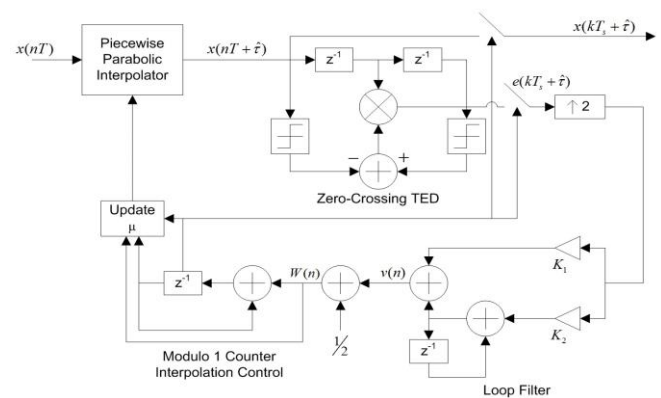 x(nT)
Piecewise
Parabolic
Interpolator
x(nT + τ̂)
z⁻¹
z⁻¹
x(kTₛ + τ̂)
e(kTₛ + τ̂)
↑ 2
−
+
Zero-Crossing TED
Update
μ
z⁻¹
W(n)
v(n)
1/2
K₁
K₂
z⁻¹
Modulo 1 Counter
Interpolation Control
Loop Filter